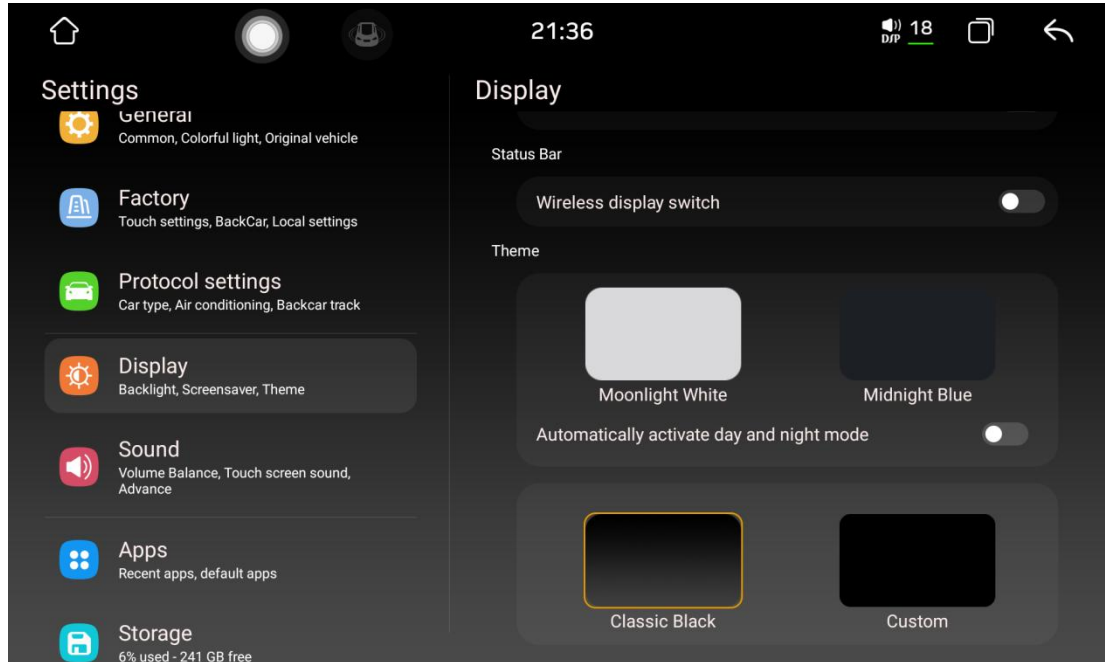 21:36
DSP 18
Settings
General
Common, Colorful light, Original vehicle
Factory
Touch settings, BackCar, Local settings
Protocol settings
Car type, Air conditioning, Backcar track
Display
Backlight, Screensaver, Theme
Sound
Volume Balance, Touch screen sound,
Advance
Apps
Recent apps, default apps
Storage
6% used - 241 GB free
Display
Status Bar
Wireless display switch
Theme
Moonlight White
Midnight Blue
Automatically activate day and night mode
Classic Black
Custom